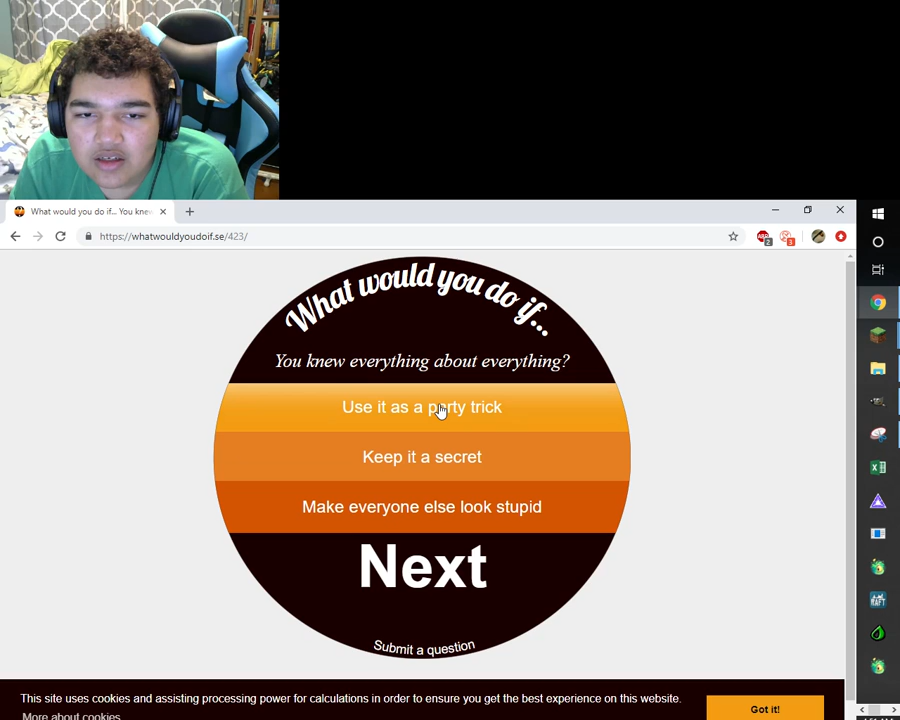 What would you do if... You knew
https://whatwouldyoudoif.se/423/
2
3
What would you do if...
You knew everything about everything?
Use it as a party trick
Keep it a secret
Make everyone else look stupid
Next
Submit a question
This site uses cookies and assisting processing power for calculations in order to ensure you get the best experience on this website.
More about cookies
Got it!